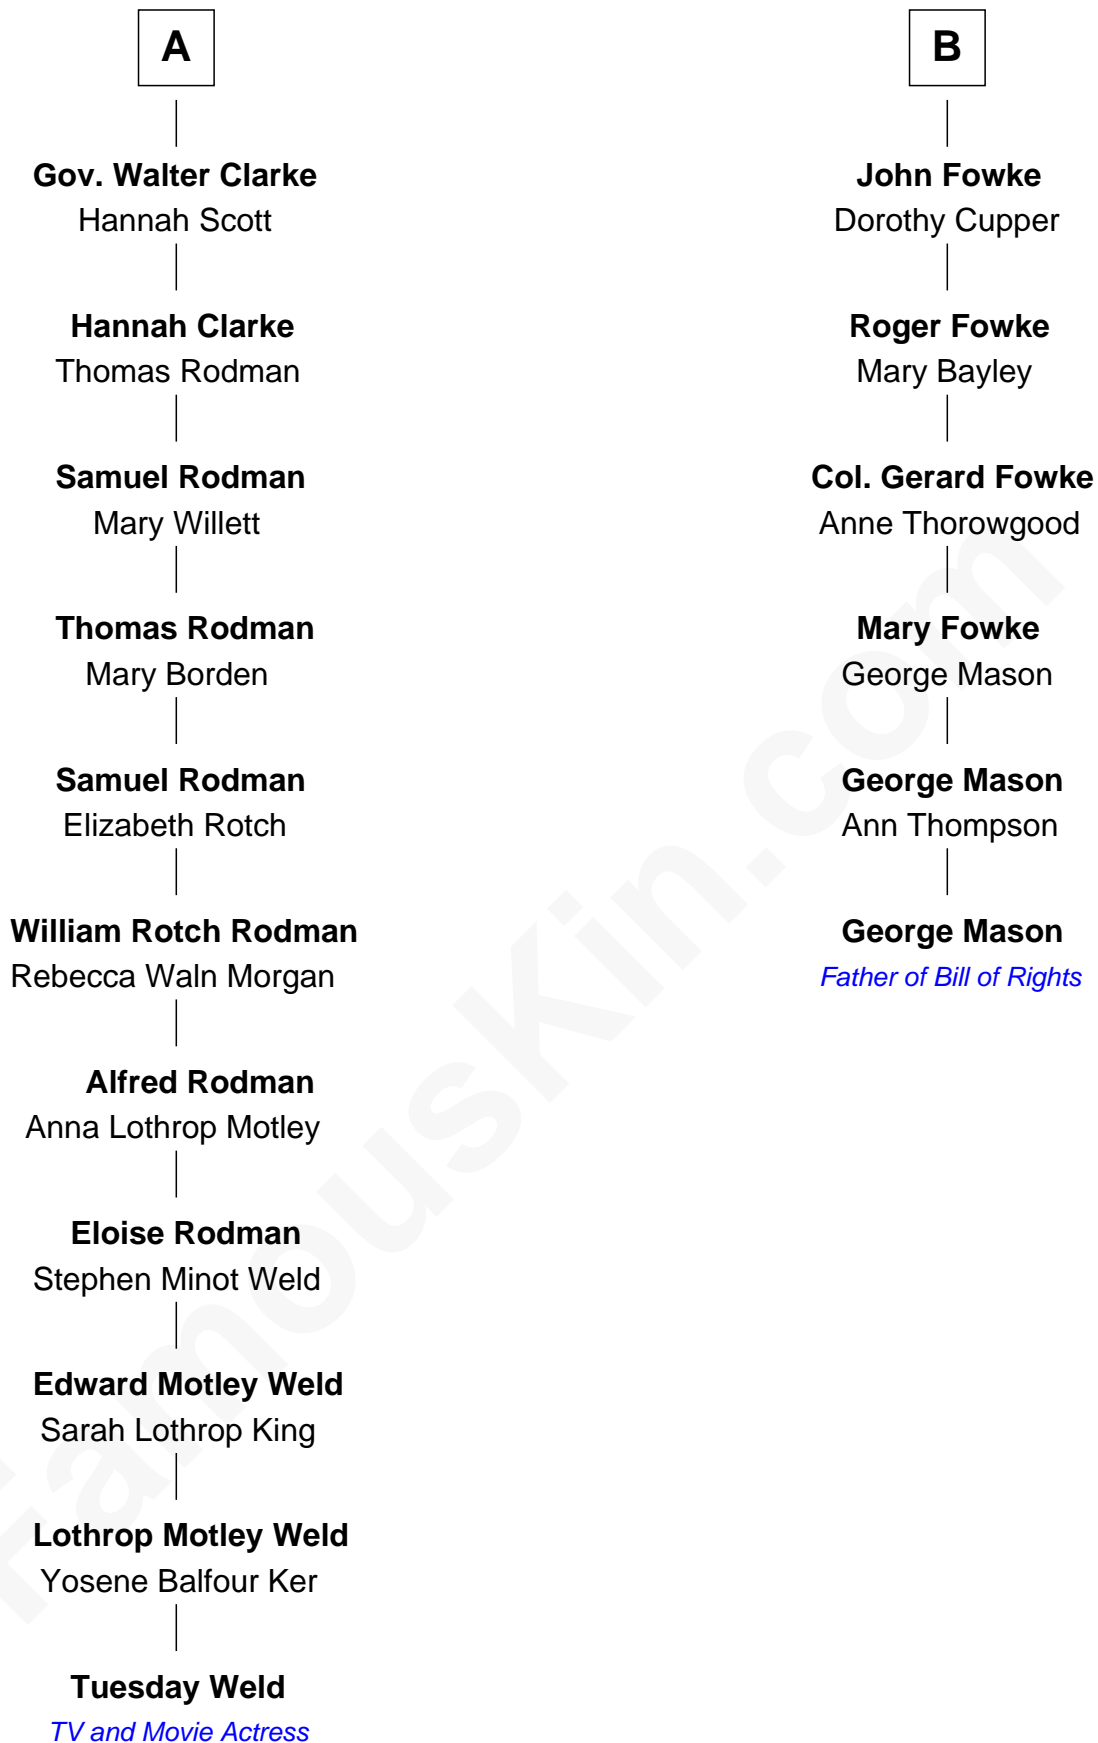 A
Gov. Walter Clarke
Hannah Scott
Hannah Clarke
Thomas Rodman
Samuel Rodman
Mary Willett
Thomas Rodman
Mary Borden
Samuel Rodman
Elizabeth Rotch
William Rotch Rodman
Rebecca Waln Morgan
Alfred Rodman
Anna Lothrop Motley
Eloise Rodman
Stephen Minot Weld
Edward Motley Weld
Sarah Lothrop King
Lothrop Motley Weld
Yosene Balfour Ker
Tuesday Weld
TV and Movie Actress
B
John Fowke
Dorothy Cupper
Roger Fowke
Mary Bayley
Col. Gerard Fowke
Anne Thorowgood
Mary Fowke
George Mason
George Mason
Ann Thompson
George Mason
Father of Bill of Rights
FamousKin.com